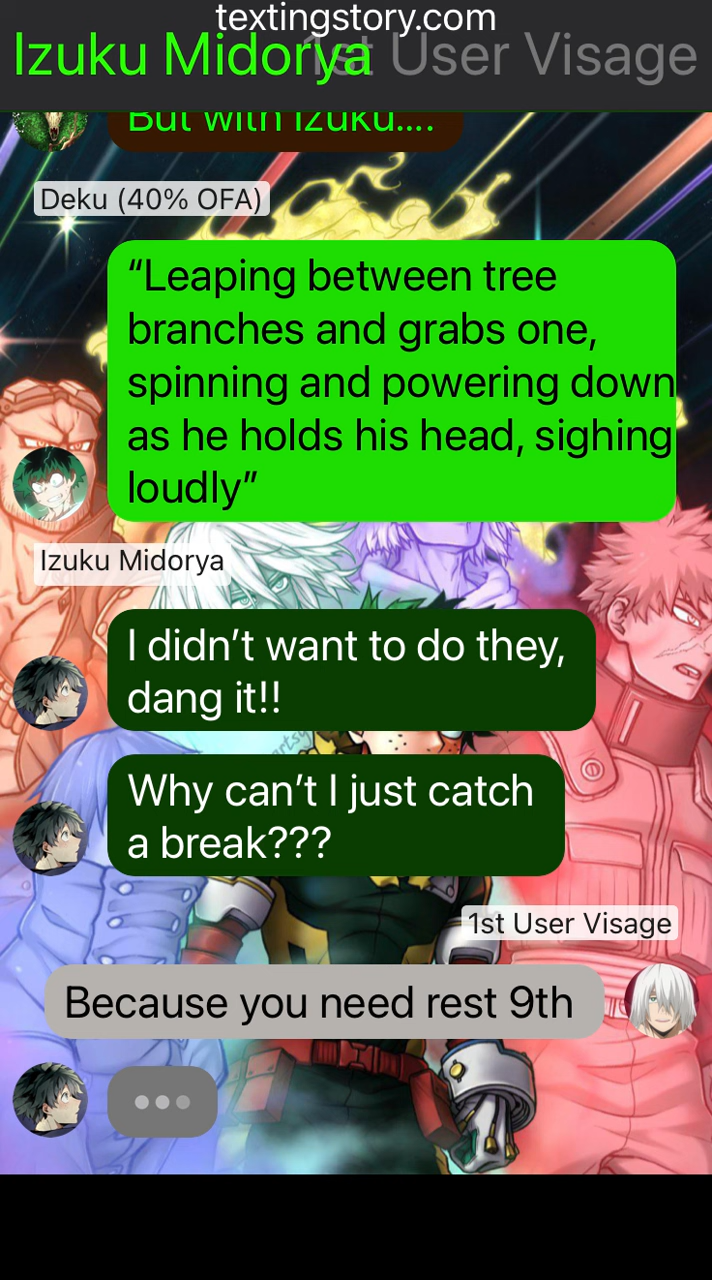 textingstory.com
Izuku Midorya 1st User Visage
But with Izuku....
Deku (40% OFA)
“Leaping between tree
branches and grabs one,
spinning and powering down
as he holds his head, sighing
loudly”
Izuku Midorya
I didn’t want to do they,
dang it!!
Why can’t I just catch
a break???
1st User Visage
Because you need rest 9th